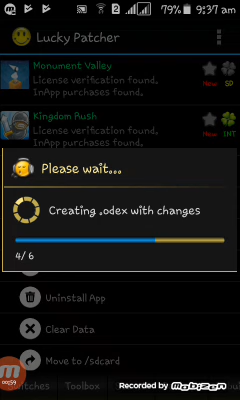 79% 9:37 am
Lucky Patcher
Monument Valley
License verification found.
InApp purchases found.
New SD
Kingdom Rush
License verification found.
InApp purchases found.
New INT
Please wait...
Creating .odex with changes
4/6
Uninstall App
Clear Data
Move to /sdcard
00:59
Toolbox
Recorded by Mobizen